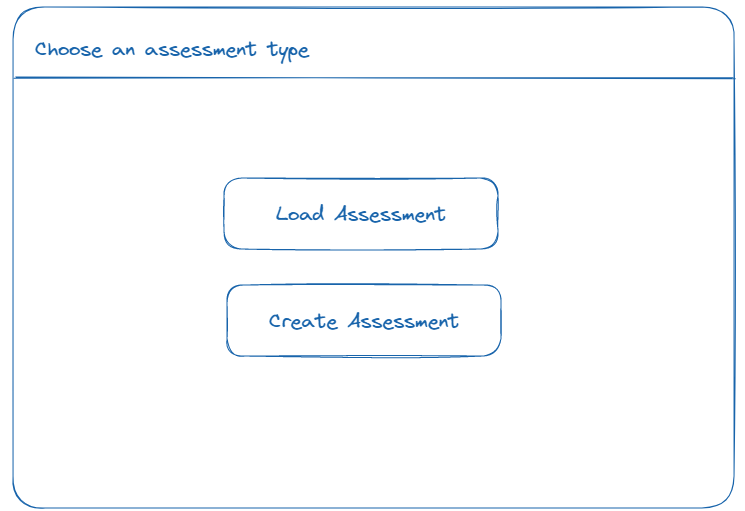 Choose an assessment type
Load Assessment
Create Assessment